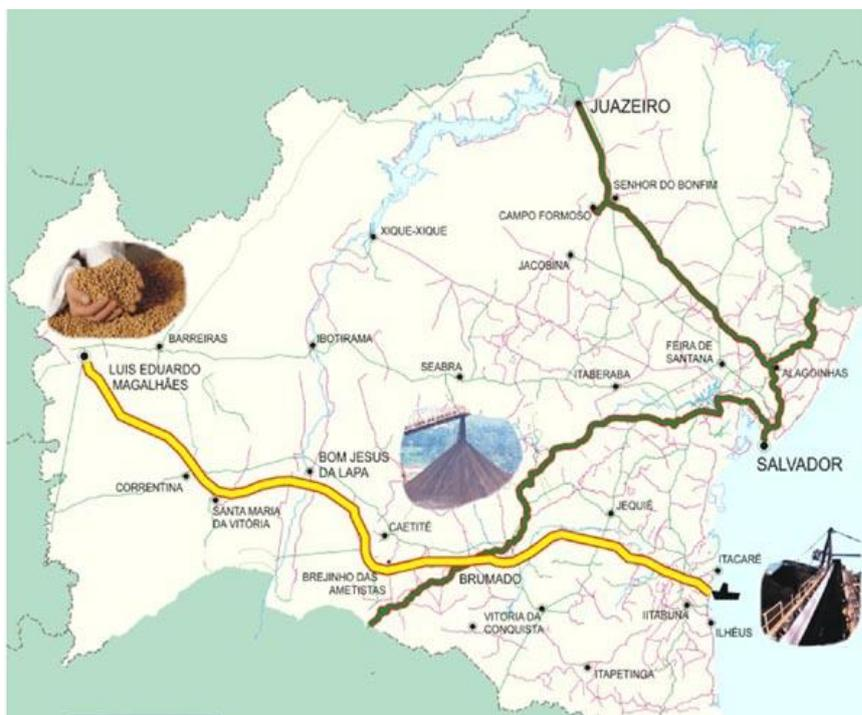 JUAZEIRO
SENHOR DO BONFIM
CAMPO FORMOSO
XIQUE-XIQUE
JACOBINA
BARREIRAS
IBOTIRAMA
FEIRA DE
SANTANA
LUIS EDUARDO
MAGALHÃES
SEABRA
ITABERABA
ALAGOINHAS
BOM JESUS
DA LAPA
SALVADOR
CORRENTINA
SANTA MARIA
DA VITÓRIA
JEQUIÉ
CAETITÉ
ITACARÉ
BREJINHO DAS
AMETISTAS
BRUMADO
VITORIA DA
CONQUISTA
IITABUNA
ILHÉUS
ITAPETINGA